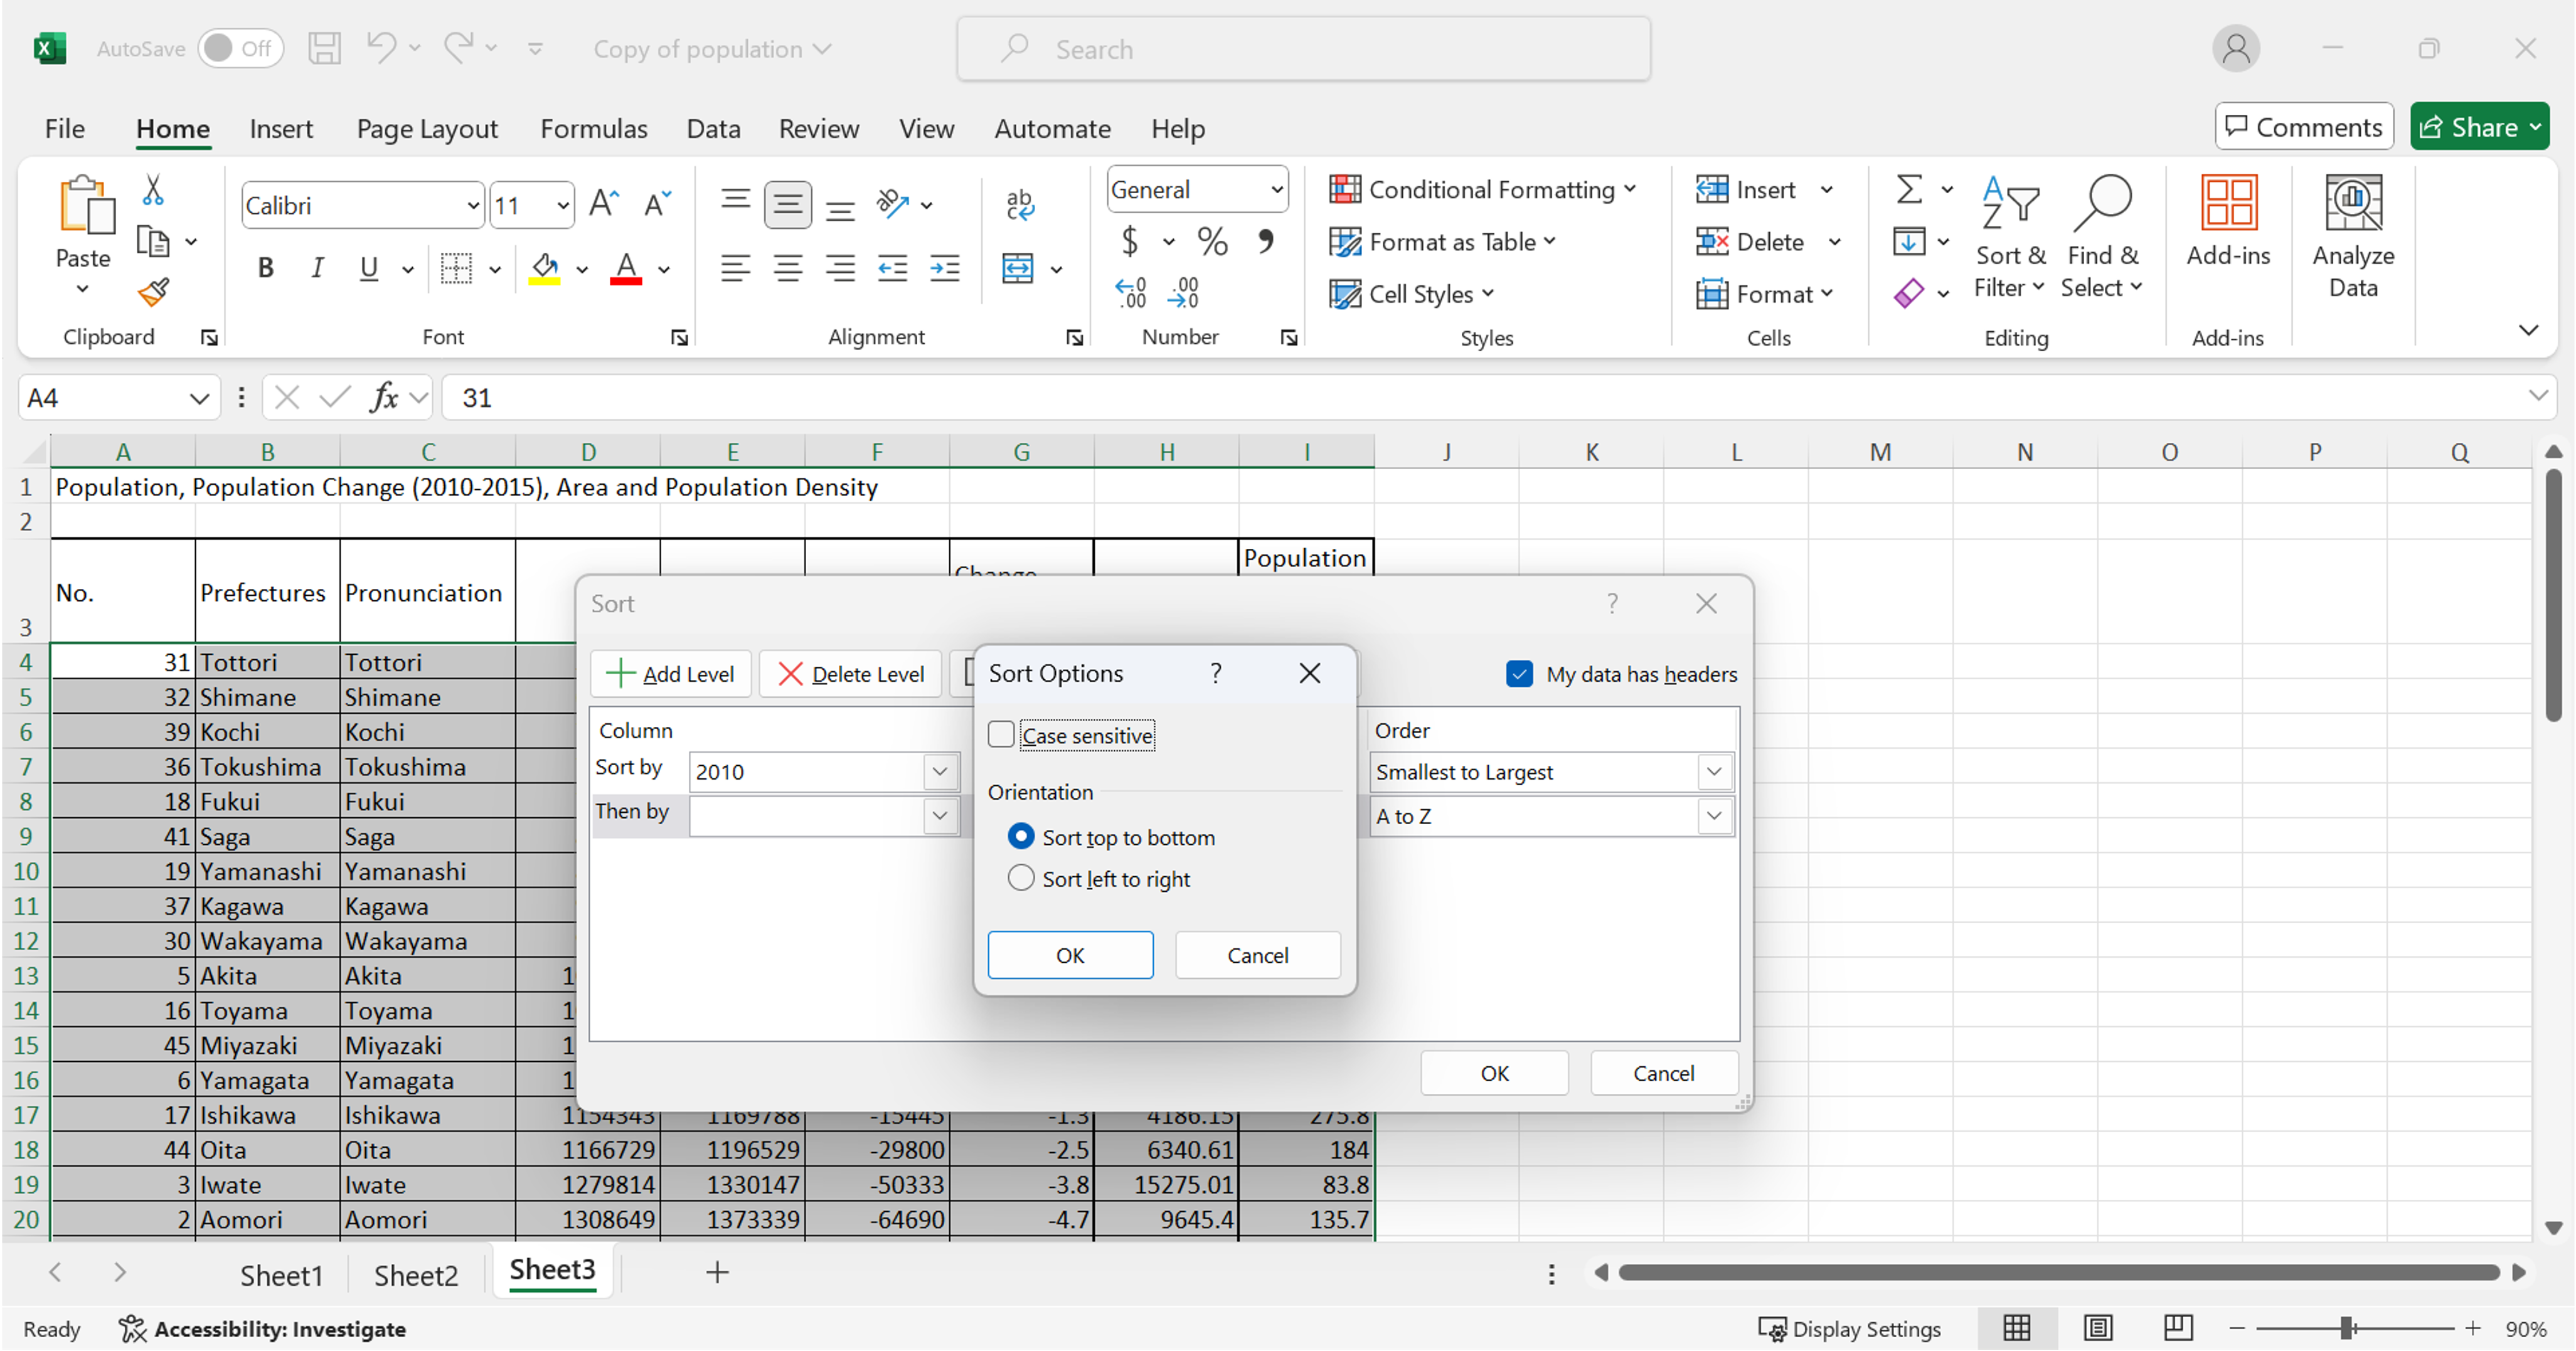 AutoSave Off Copy of population Search
File Home Insert Page Layout Formulas Data Review View Automate Help Comments Share
Paste
Clipboard
Calibri 11
B I U A
Font
ab
Alignment
General
$ % ,
Number
Conditional Formatting
Format as Table
Cell Styles
Styles
Insert
Delete
Format
Cells
Sort &
Filter
Find &
Select
Editing
Add-ins
Add-ins
Analyze
Data
A4 fx 31
A B C D E F G H I J K L M N O P Q
1 Population, Population Change (2010-2015), Area and Population Density
2
Population
3 No. Prefectures Pronunciation
4 31 Tottori Tottori
5 32 Shimane Shimane
6 39 Kochi Kochi
7 36 Tokushima Tokushima
8 18 Fukui Fukui
9 41 Saga Saga
10 19 Yamanashi Yamanashi
11 37 Kagawa Kagawa
12 30 Wakayama Wakayama
13 5 Akita Akita
14 16 Toyama Toyama
15 45 Miyazaki Miyazaki
16 6 Yamagata Yamagata
17 17 Ishikawa Ishikawa 1154343 1169788 -15445 -1.3 4186.15 275.8
18 44 Oita Oita 1166729 1196529 -29800 -2.5 6340.61 184
19 3 Iwate Iwate 1279814 1330147 -50333 -3.8 15275.01 83.8
20 2 Aomori Aomori 1308649 1373339 -64690 -4.7 9645.4 135.7
Sort ?
Add Level Delete Level My data has headers
Column Order
Sort by 2010 Smallest to Largest
Then by A to Z
OK Cancel
Sort Options ?
Case sensitive
Orientation
Sort top to bottom
Sort left to right
OK Cancel
Sheet1 Sheet2 Sheet3
Ready Accessibility: Investigate Display Settings 90%